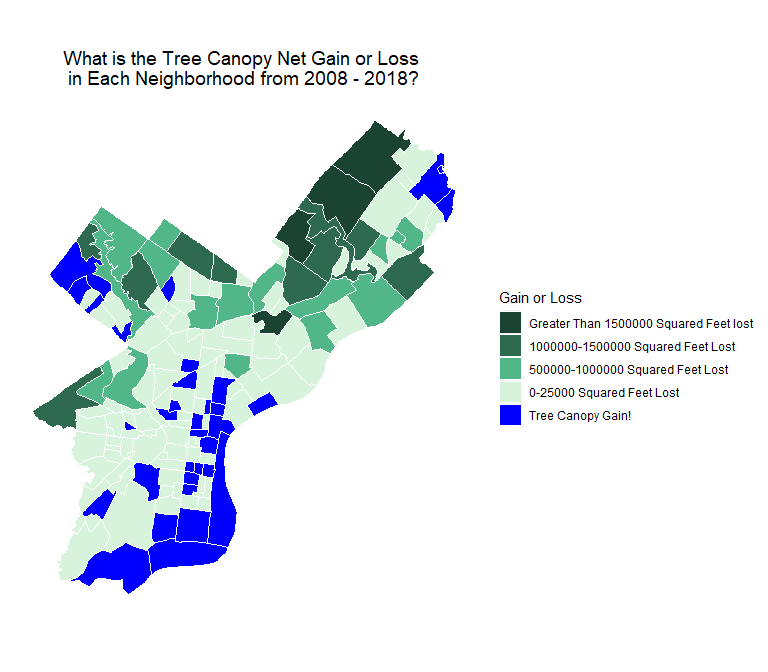 What is the Tree Canopy Net Gain or Loss
in Each Neighborhood from 2008 - 2018?
Gain or Loss
Greater Than 1500000 Squared Feet lost
1000000-1500000 Squared Feet Lost
500000-1000000 Squared Feet Lost
0-25000 Squared Feet Lost
Tree Canopy Gain!